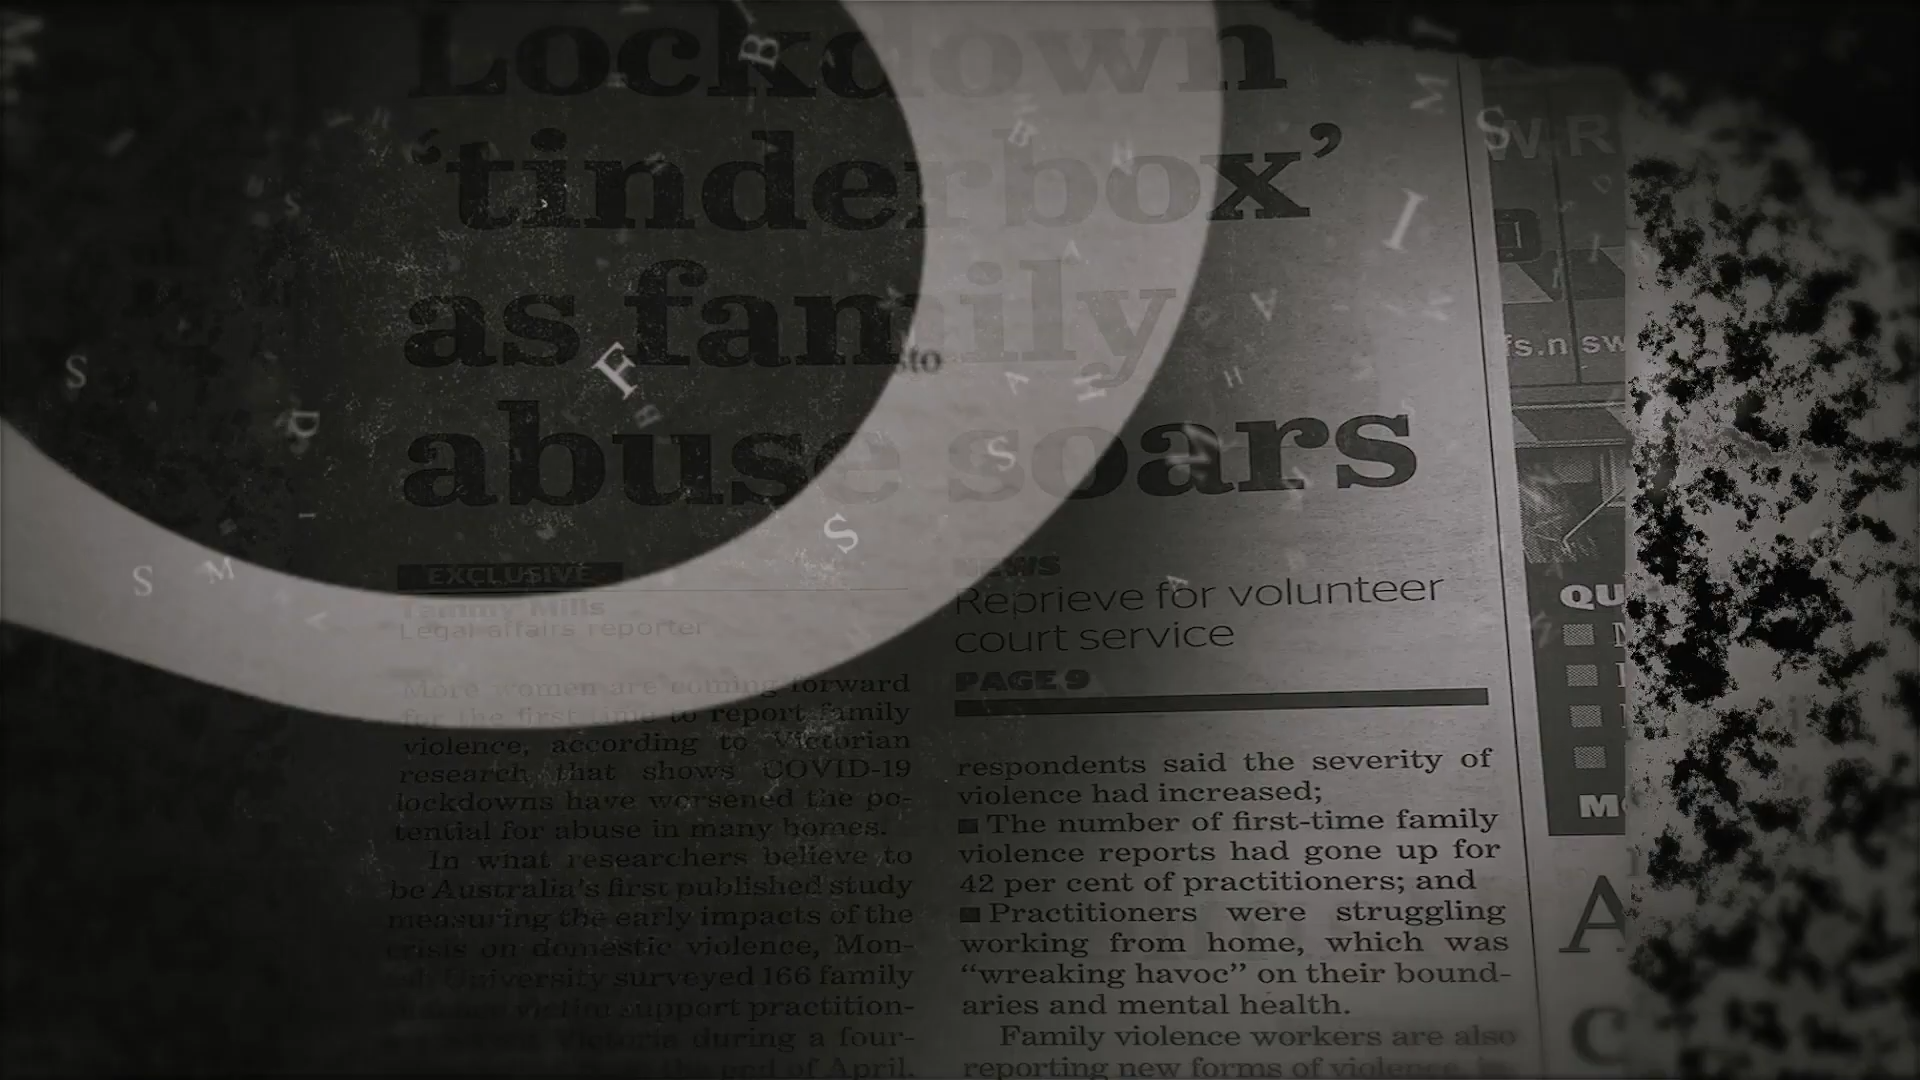 Lockdown
‘tinderbox’
as family
abuse soars
EXCLUSIVE
Tammy Mills
Legal affairs reporter
More women are coming forward
for the first time to report family
violence, according to Victorian
research that shows COVID-19
lockdowns have worsened the po-
tential for abuse in many homes.
In what researchers believe to
be Australia's first published study
measuring the early impacts of the
crisis on domestic violence, Mon-
University surveyed 166 family
victim support practition-
Victoria during a four-
end of April,
NEWS
Reprieve for volunteer
court service
PAGE 9
respondents said the severity of
violence had increased;
■ The number of first-time family
violence reports had gone up for
42 per cent of practitioners; and
■ Practitioners were struggling
working from home, which was
“wreaking havoc” on their bound-
aries and mental health.
Family violence workers are also
reporting new forms of violence,